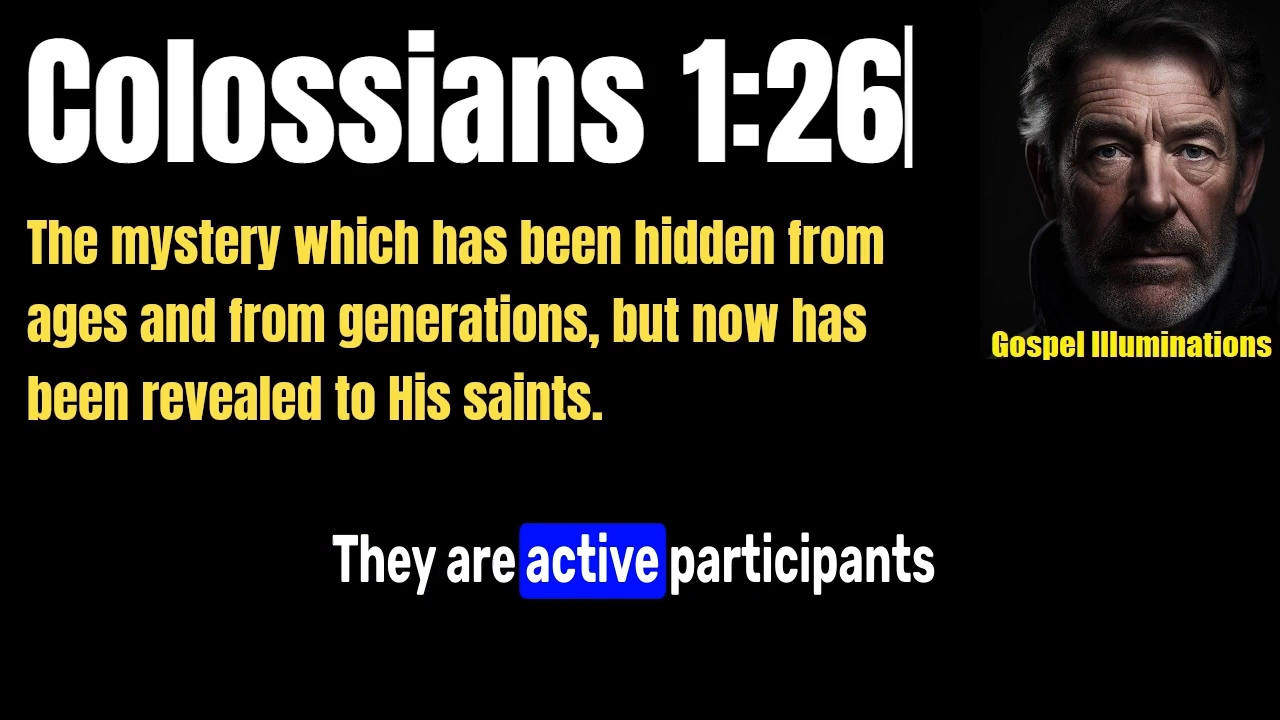 Colossians 1:26
The mystery which has been hidden from
ages and from generations, but now has
been revealed to His saints.
Gospel Illuminations
They are active participants